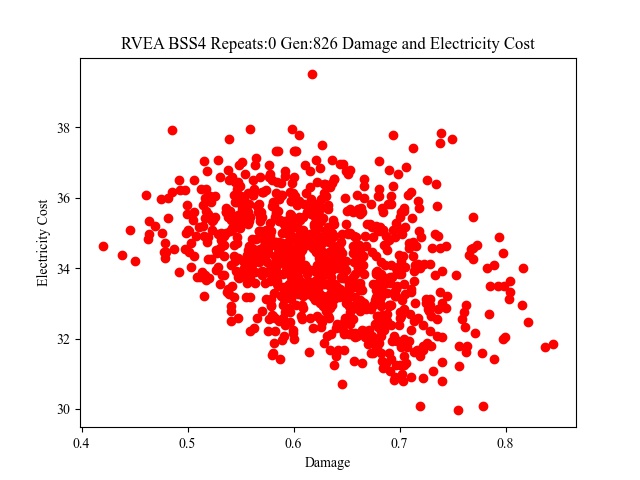 RVEA BSS4 Repeats:0 Gen:826 Damage and Electricity Cost
Electricity Cost
38
36
34
32
30
0.4 0.5 0.6 0.7 0.8
Damage